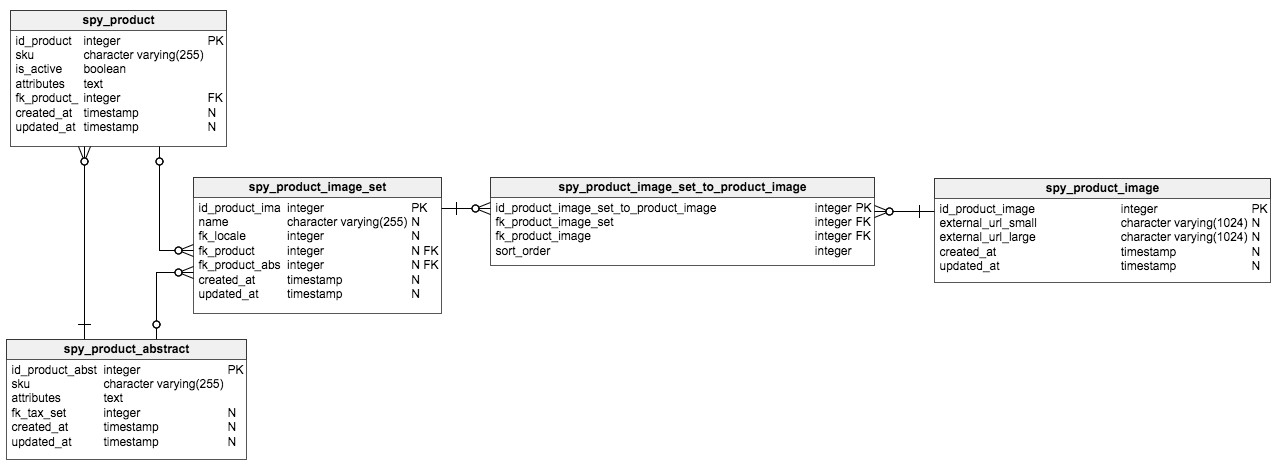 spy_product
id_product integer PK
sku character varying(255)
is_active boolean
attributes text
fk_product_ integer FK
created_at timestamp N
updated_at timestamp N
spy_product_image_set
id_product_ima integer PK
name character varying(255) N
fk_locale integer N
fk_product integer N FK
fk_product_abs integer N FK
created_at timestamp N
updated_at timestamp N
spy_product_image_set_to_product_image
id_product_image_set_to_product_image integer PK
fk_product_image_set integer FK
fk_product_image integer FK
sort_order integer
spy_product_image
id_product_image integer PK
external_url_small character varying(1024) N
external_url_large character varying(1024) N
created_at timestamp N
updated_at timestamp N
spy_product_abstract
id_product_abst integer PK
sku character varying(255)
attributes text
fk_tax_set integer N
created_at timestamp N
updated_at timestamp N